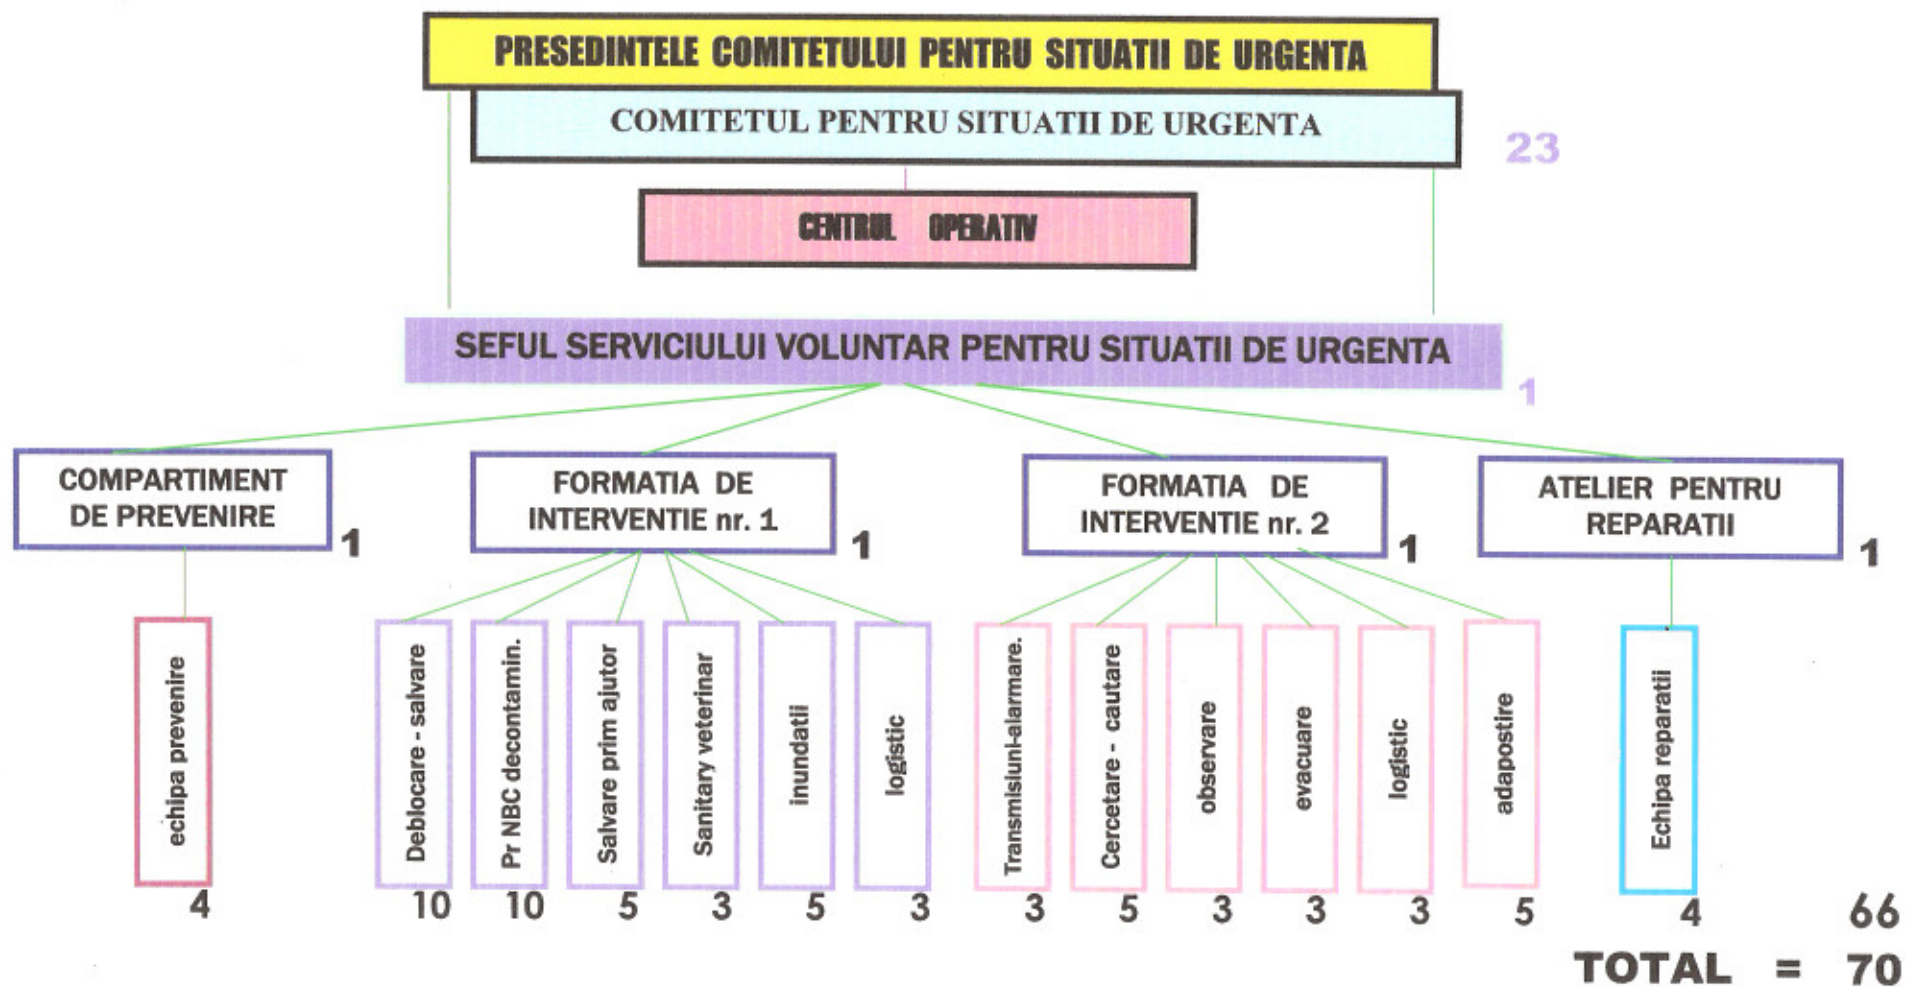 PRESEDINTELE COMITETULUI PENTRU SITUATII DE URGENTA
COMITETUL PENTRU SITUATII DE URGENTA
23
CENTRUL OPERATIV
SEFUL SERVICIULUI VOLUNTAR PENTRU SITUATII DE URGENTA
1
COMPARTIMENT
DE PREVENIRE
1
FORMATIA DE
INTERVENTIE nr. 1
1
FORMATIA DE
INTERVENTIE nr. 2
1
ATELIER PENTRU
REPARATII
1
echipa prevenire
Deblocare - salvare
Pr NBC decontamin.
Salvare prim ajutor
Sanitary veterinar
inundatii
logistic
Transmisiuni-alarmare.
Cercetare - cautare
observare
evacuare
logistic
adapostire
Echipa reparatii
4 10 10 5 3 5 3 3 5 3 3 3 5 4 66
TOTAL = 70